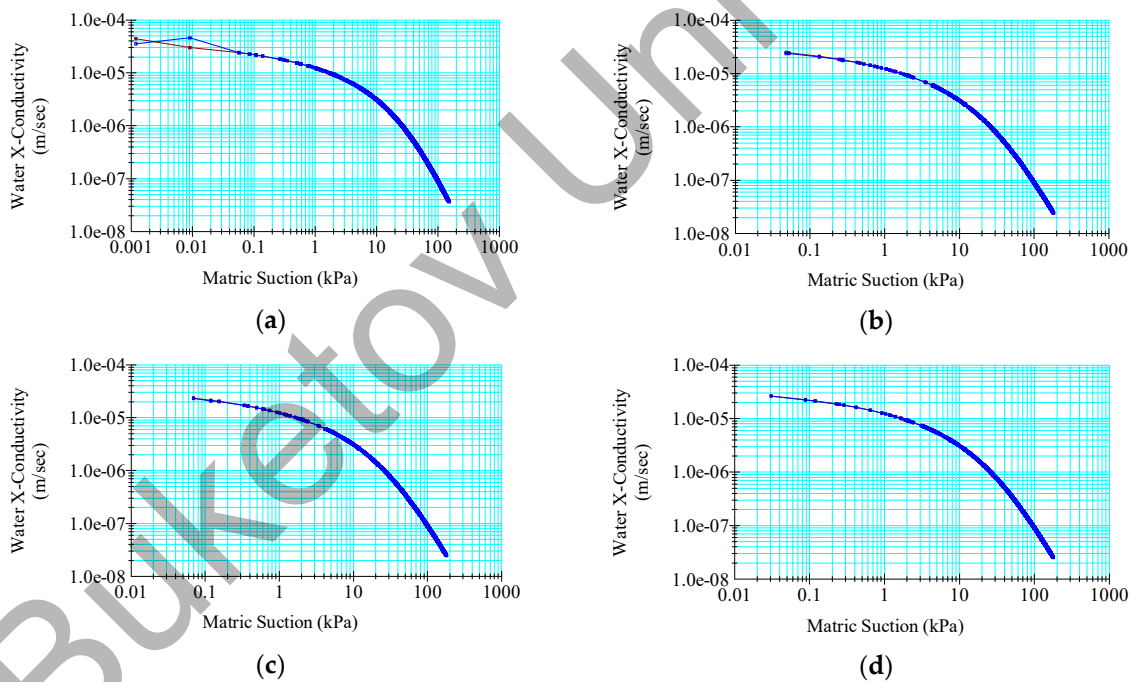 1.0e-04
1.0e-05
1.0e-06
1.0e-07
1.0e-08
Water X-Conductivity
(m/sec)
0.001 0.01 0.1 1 10 100 1000
Matric Suction (kPa)
(a)
1.0e-04
1.0e-05
1.0e-06
1.0e-07
1.0e-08
Water X-Conductivity
(m/sec)
0.01 0.1 1 10 100 1000
Matric Suction (kPa)
(b)
1.0e-04
1.0e-05
1.0e-06
1.0e-07
1.0e-08
Water X-Conductivity
(m/sec)
0.01 0.1 1 10 100 1000
Matric Suction (kPa)
(c)
1.0e-04
1.0e-05
1.0e-06
1.0e-07
1.0e-08
Water X-Conductivity
(m/sec)
0.01 0.1 1 10 100 1000
Matric Suction (kPa)
(d)
Buketov Uni